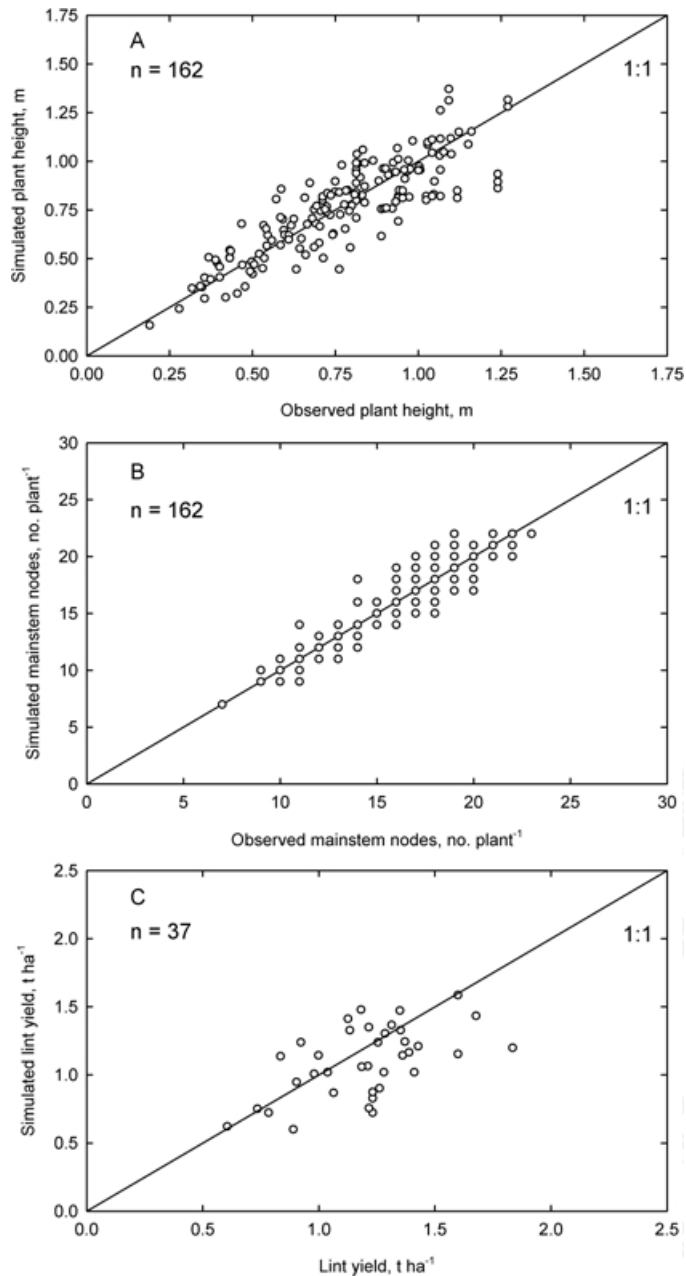 1.75
A
1.50
n = 162
1:1
1.25
1.00
0.75
0.50
0.25
0.00
Simulated plant height, m
0.00 0.25 0.50 0.75 1.00 1.25 1.50 1.75
Observed plant height, m
30
B
25
n = 162
1:1
20
15
10
5
0
Simulated mainstem nodes, no. plant⁻¹
0 5 10 15 20 25 30
Observed mainstem nodes, no. plant⁻¹
2.5
C
n = 37
1:1
2.0
1.5
1.0
0.5
0.0
Simulated lint yield, t ha⁻¹
0.0 0.5 1.0 1.5 2.0 2.5
Lint yield, t ha⁻¹